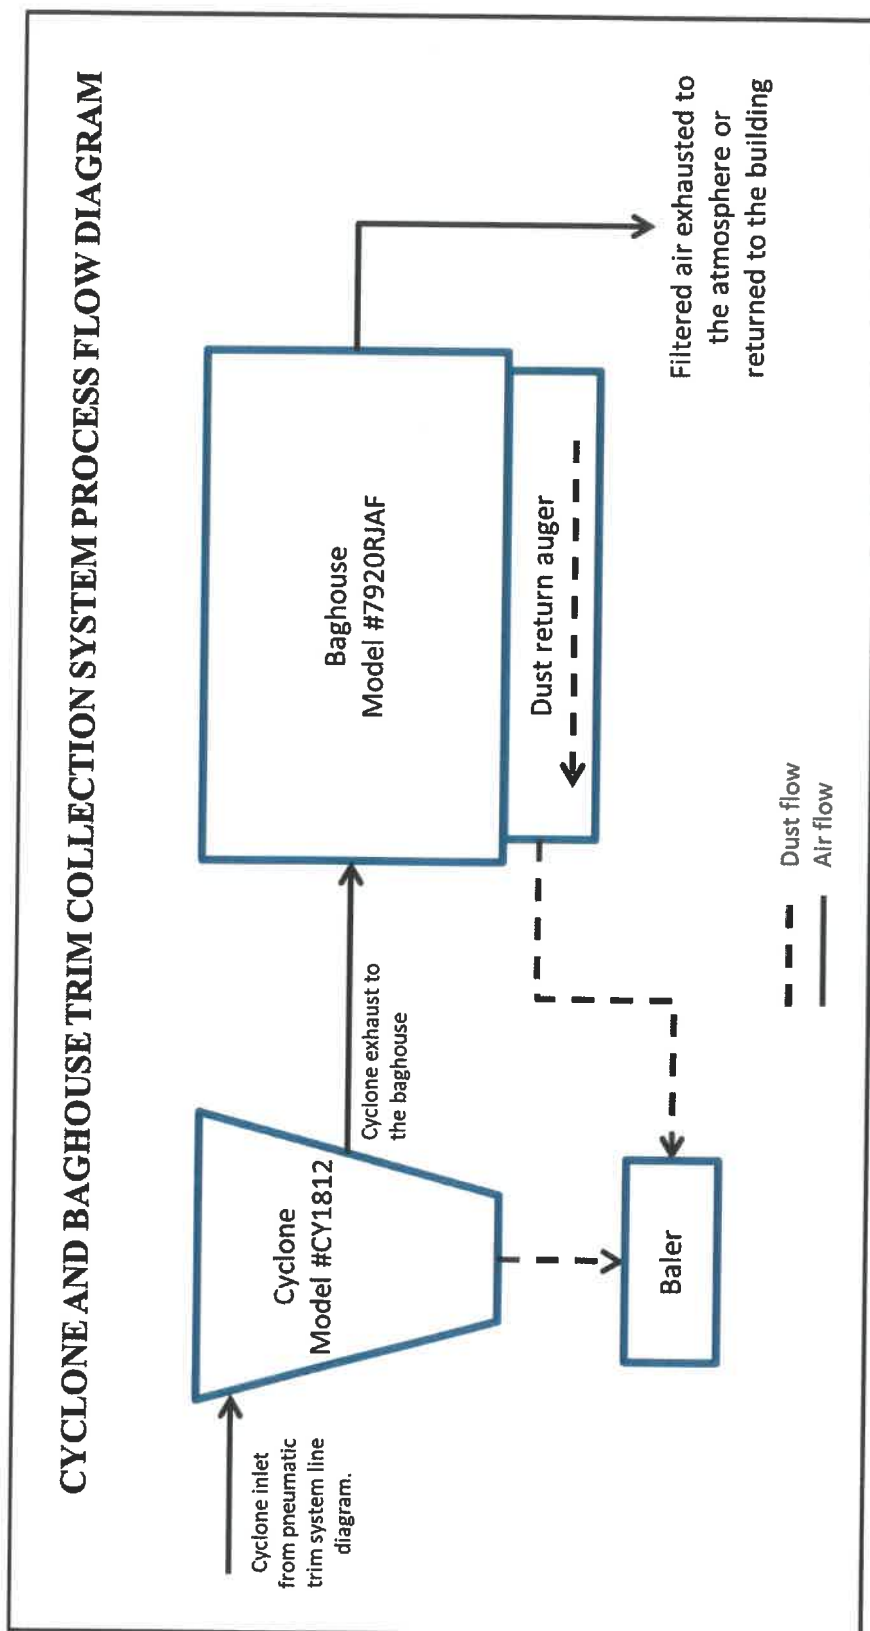 CYCLONE AND BAGHOUSE TRIM COLLECTION SYSTEM PROCESS FLOW DIAGRAM
Cyclone inlet
from pneumatic
trim system line
diagram.
Cyclone
Model #CY1812
Cyclone exhaust to
the baghouse
Baghouse
Model #7920RJAF
Dust return auger
Filtered air exhausted to
the atmosphere or
returned to the building
Baler
Dust flow
Air flow